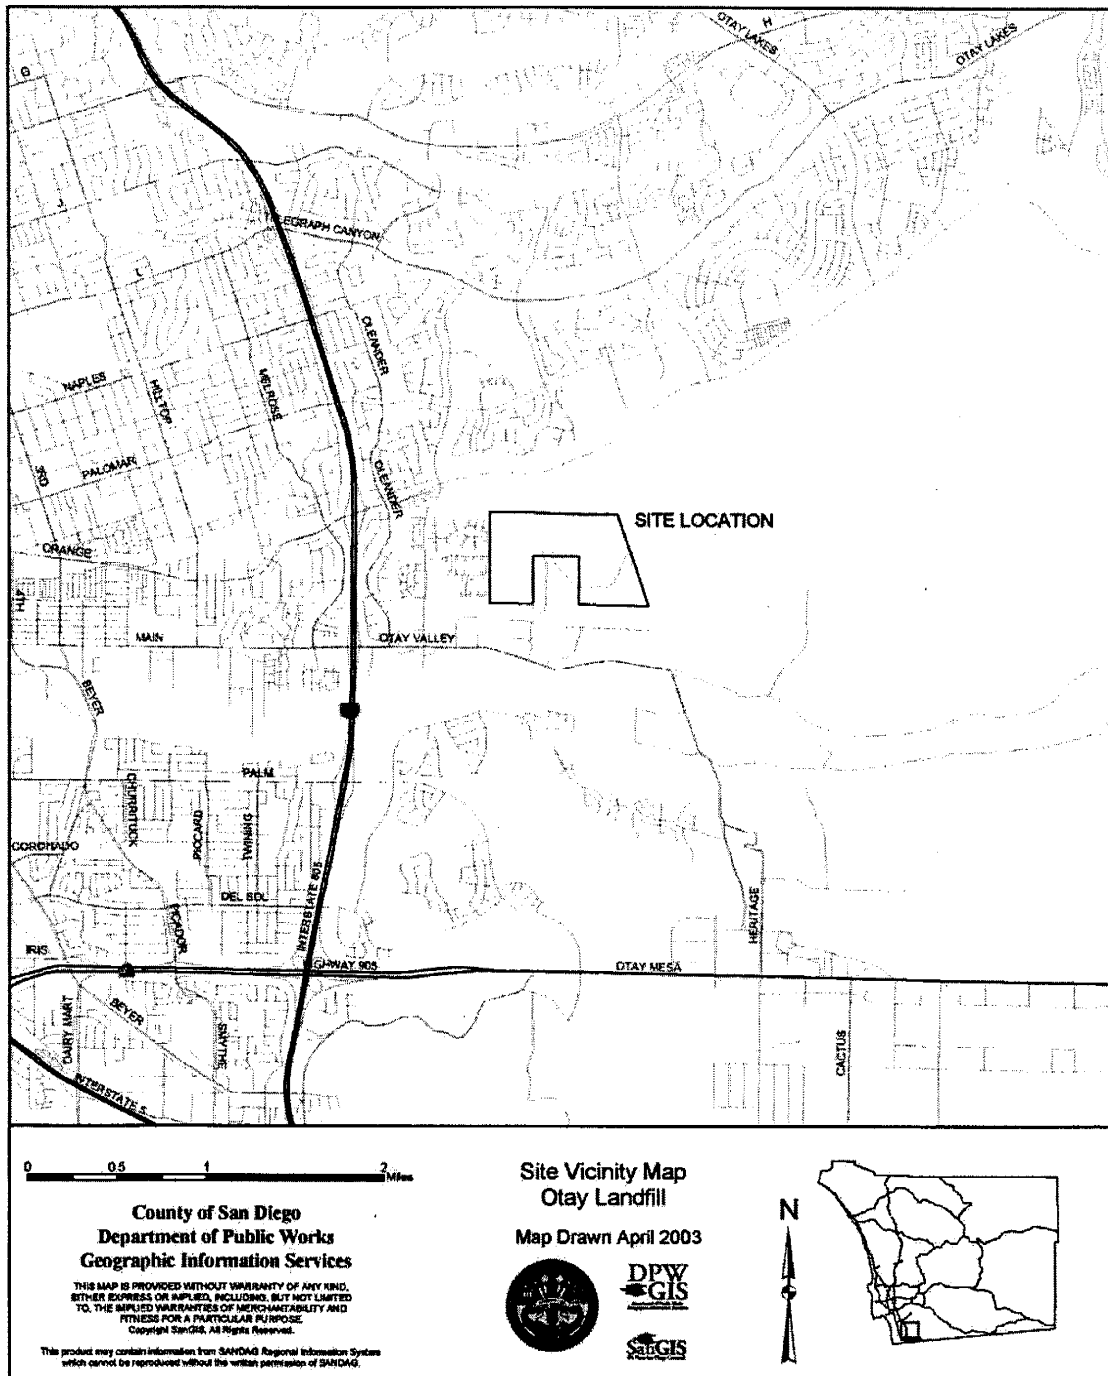 OTAY LAKES
H
OTAY LAKES
G
J
TELEGRAPH CANYON
L
OLEANDER
NAPLES
HILLTOP
MELROSE
3RD
PALOMAR
OLEANDER
SITE LOCATION
ORANGE
4TH
MAIN
OTAY VALLEY
BEYER
PALM
CHURRITUCK
PICCARD
TWINING
CORONADO
INTERSTATE 805
DEL SOL
PICADOR
HERITAGE
IRIS
HIGHWAY 905
OTAY MESA
DAIRY MART
BEYER
SMYTHE
CACTUS
INTERSTATE 5
0 0.5 1 2 Miles
County of San Diego
Department of Public Works
Geographic Information Services
THIS MAP IS PROVIDED WITHOUT WARRANTY OF ANY KIND,
EITHER EXPRESS OR IMPLIED, INCLUDING, BUT NOT LIMITED
TO, THE IMPLIED WARRANTIES OF MERCHANTABILITY AND
FITNESS FOR A PARTICULAR PURPOSE.
Copyright SanGIS. All Rights Reserved.
This product may contain information from SANDAG Regional Information System
which cannot be reproduced without the written permission of SANDAG.
Site Vicinity Map
Otay Landfill
Map Drawn April 2003
DPW
GIS
SanGIS
N